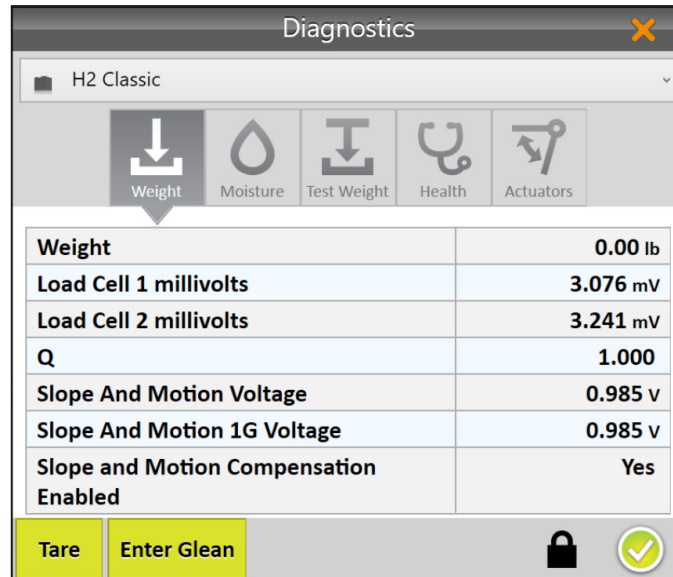 Diagnostics
H2 Classic
Weight
Moisture
Test Weight
Health
Actuators
Weight 0.00 lb
Load Cell 1 millivolts 3.076 mV
Load Cell 2 millivolts 3.241 mV
Q 1.000
Slope And Motion Voltage 0.985 V
Slope And Motion 1G Voltage 0.985 V
Slope and Motion Compensation Yes
Enabled
Tare
Enter Glean